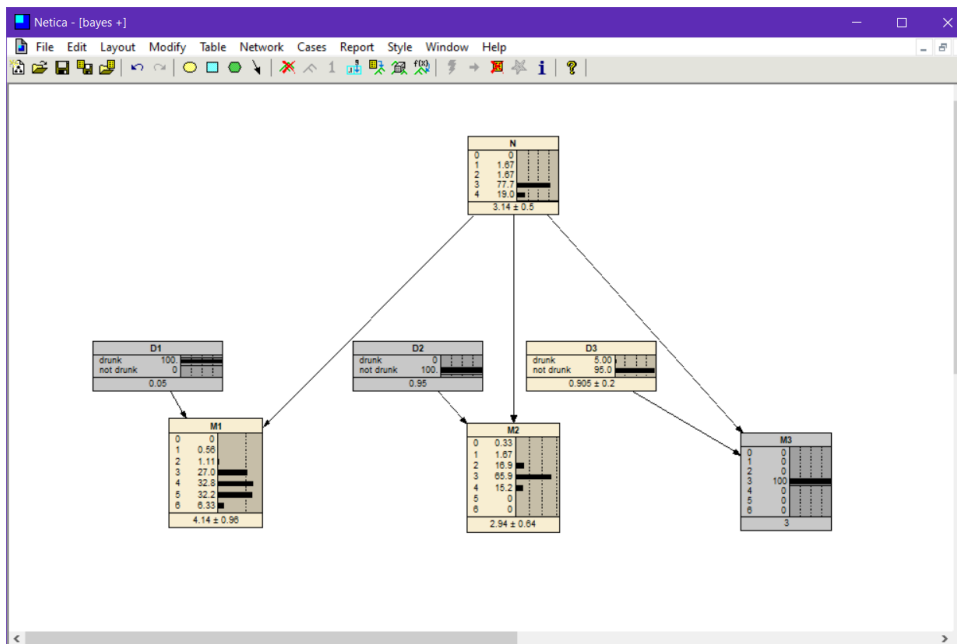 Netica - [bayes +]
File Edit Layout Modify Table Network Cases Report Style Window Help
N
0 0
1 1.67
2 1.67
3 77.7
4 19.0
3.14 ± 0.5
D1
drunk 100.
not drunk 0
0.05
D2
drunk 0
not drunk 100.
0.95
D3
drunk 5.00
not drunk 95.0
0.905 ± 0.2
M1
0 0
1 0.56
2 1.11
3 27.0
4 32.8
5 32.2
6 6.33
4.14 ± 0.96
M2
0 0.33
1 1.67
2 16.9
3 65.9
4 15.2
5 0
6 0
2.94 ± 0.64
M3
0 0
1 0
2 0
3 100
4 0
5 0
6 0
3